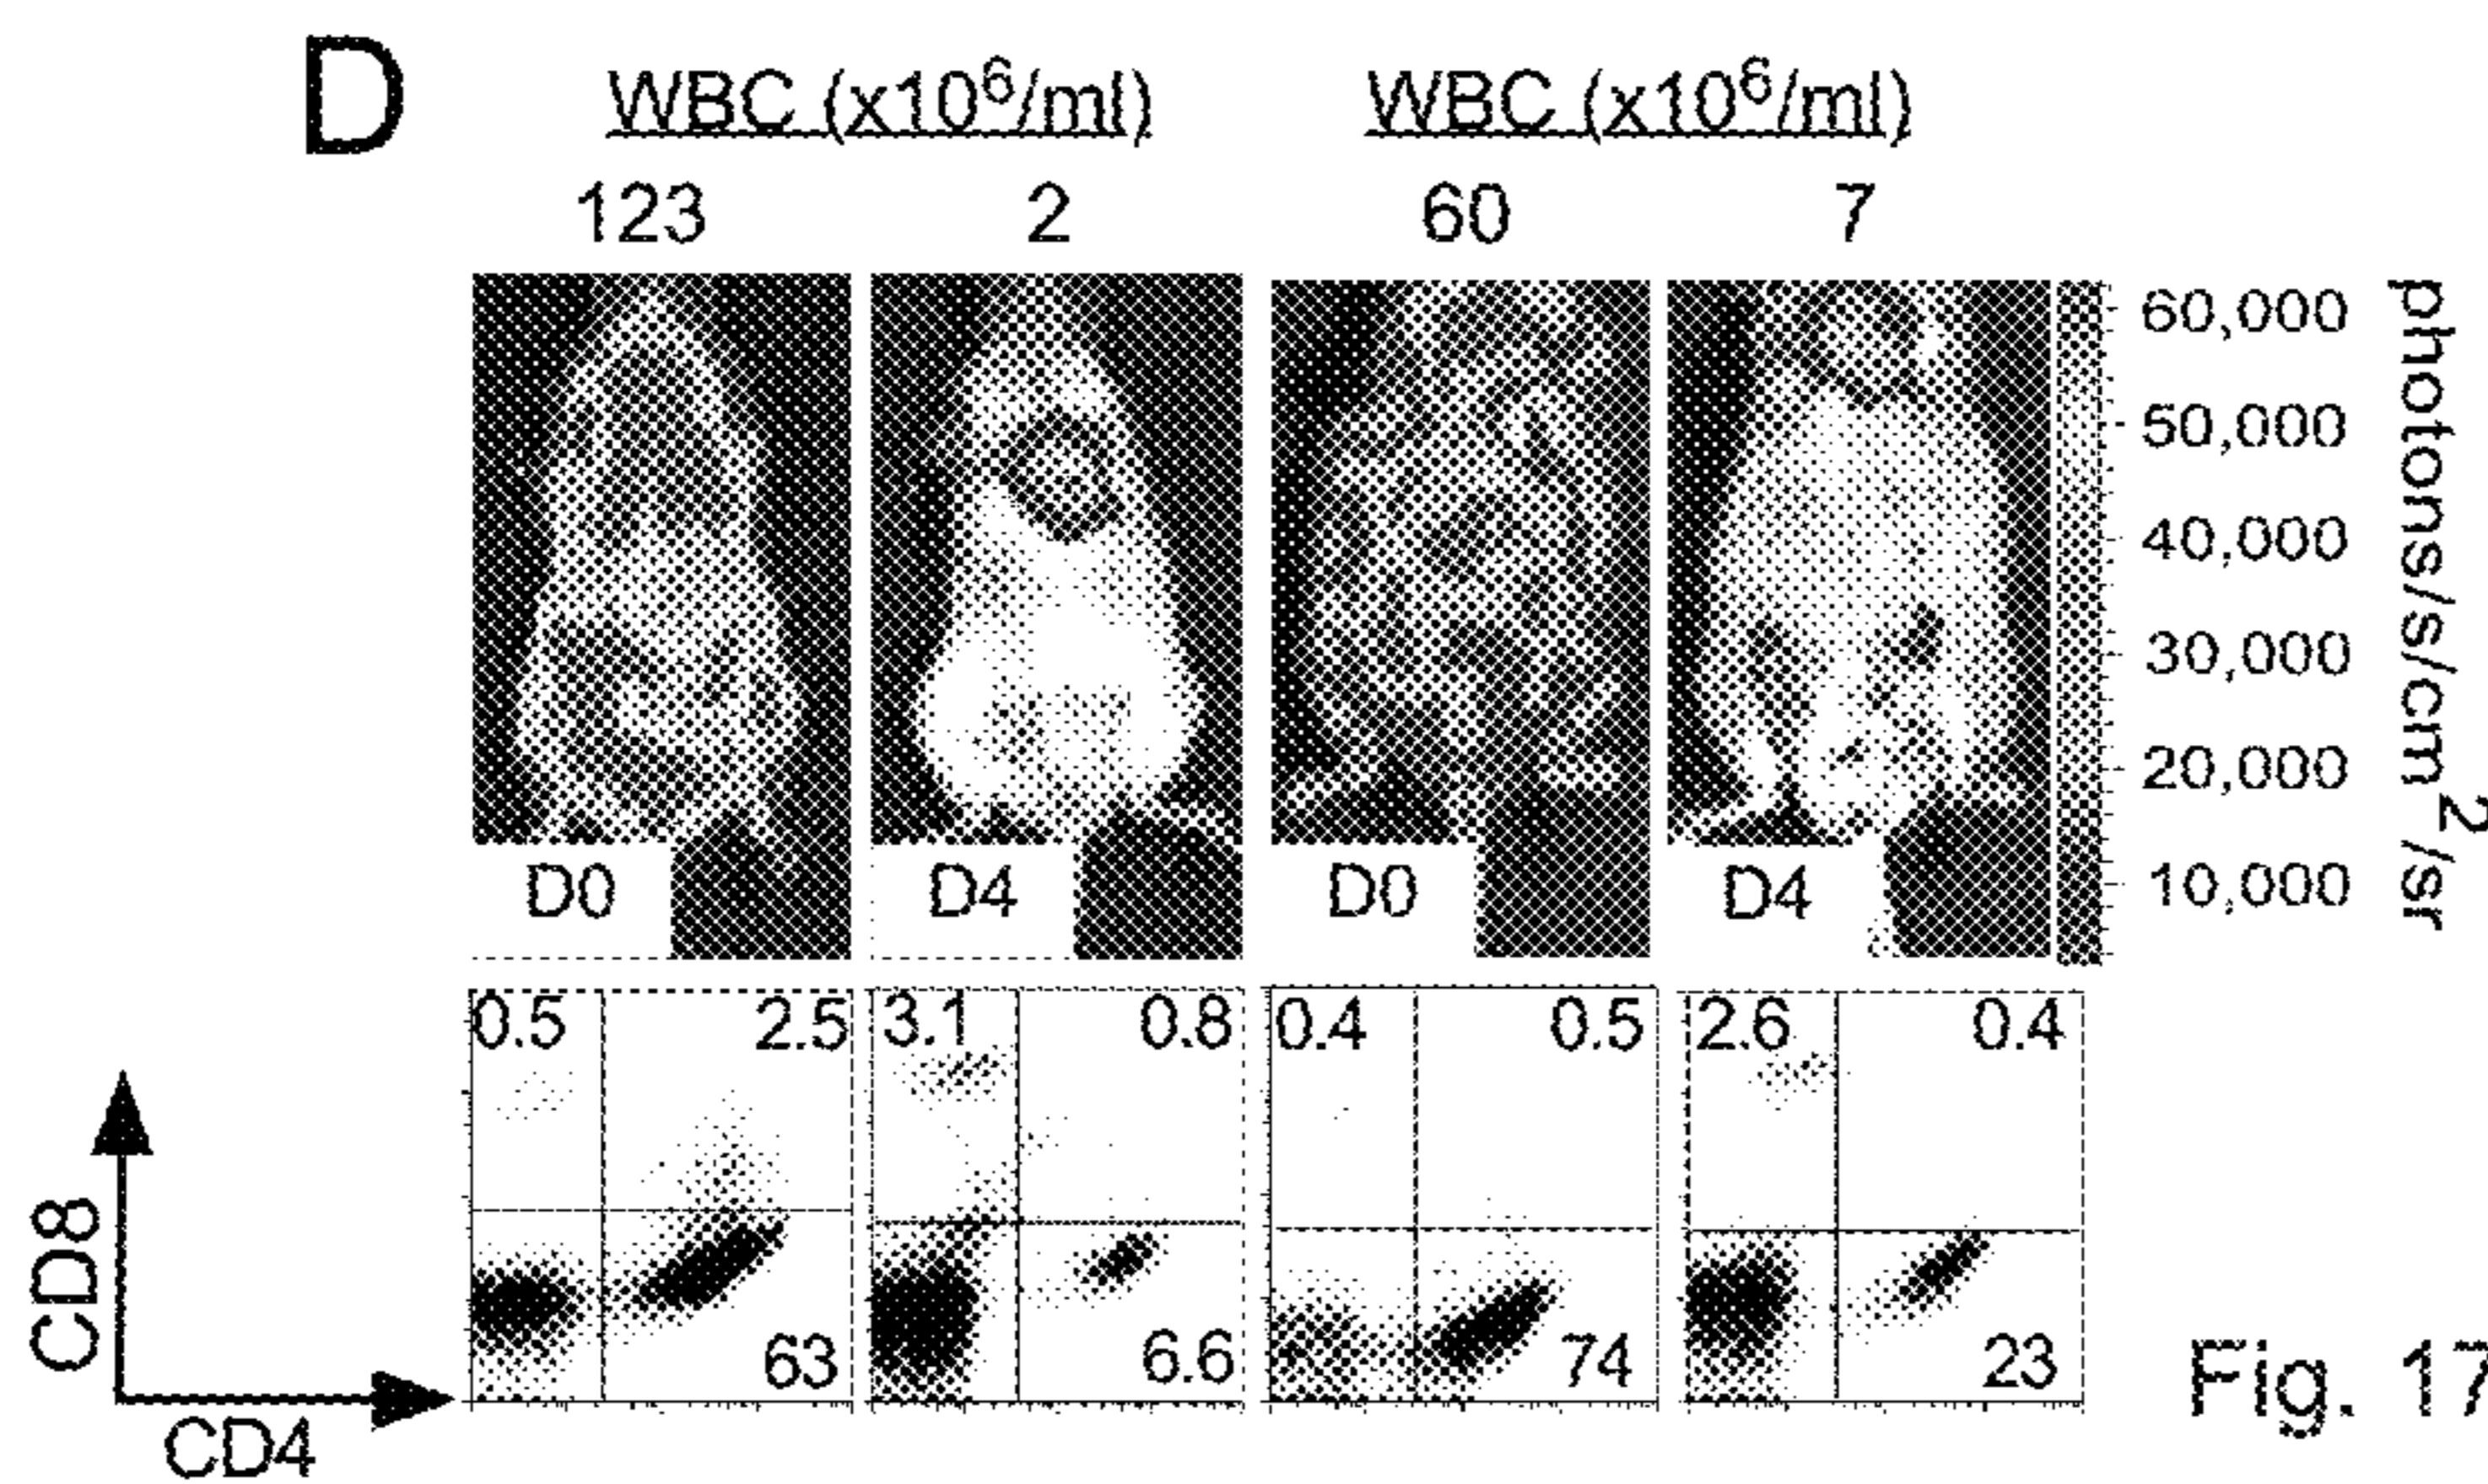 D
WBC (x10⁶/ml) WBC (x10⁶/ml)
123 2 60 7
60,000
50,000
40,000
30,000
20,000
10,000
photons/s/cm²/sr
D0 D4 D0 D4
0.5 2.5 3.1 0.8 0.4 0.5 2.6 0.4
63 6.6 74 23
CD8
CD4
Fig. 17